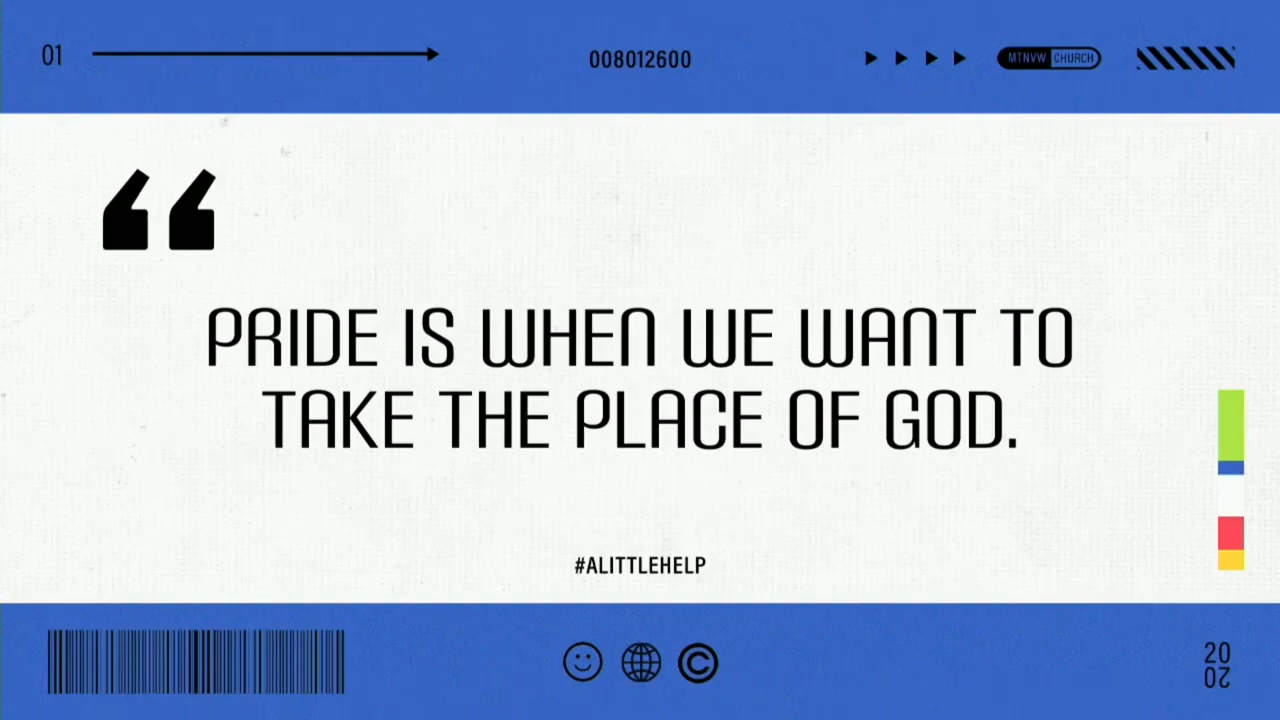 01
008012600
MTNVW CHURCH
PRIDE IS WHEN WE WANT TO
TAKE THE PLACE OF GOD.
#ALITTLEHELP
20
20